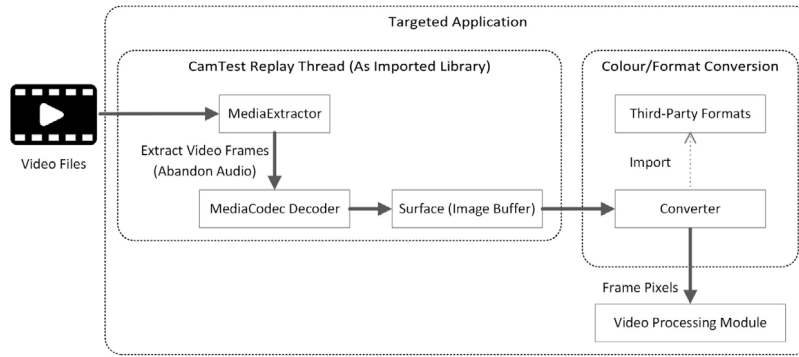 Targeted Application
CamTest Replay Thread (As Imported Library)
Colour/Format Conversion
MediaExtractor
Third-Party Formats
Video Files
Extract Video Frames
(Abandon Audio)
Import
MediaCodec Decoder
Surface (Image Buffer)
Converter
Frame Pixels
Video Processing Module